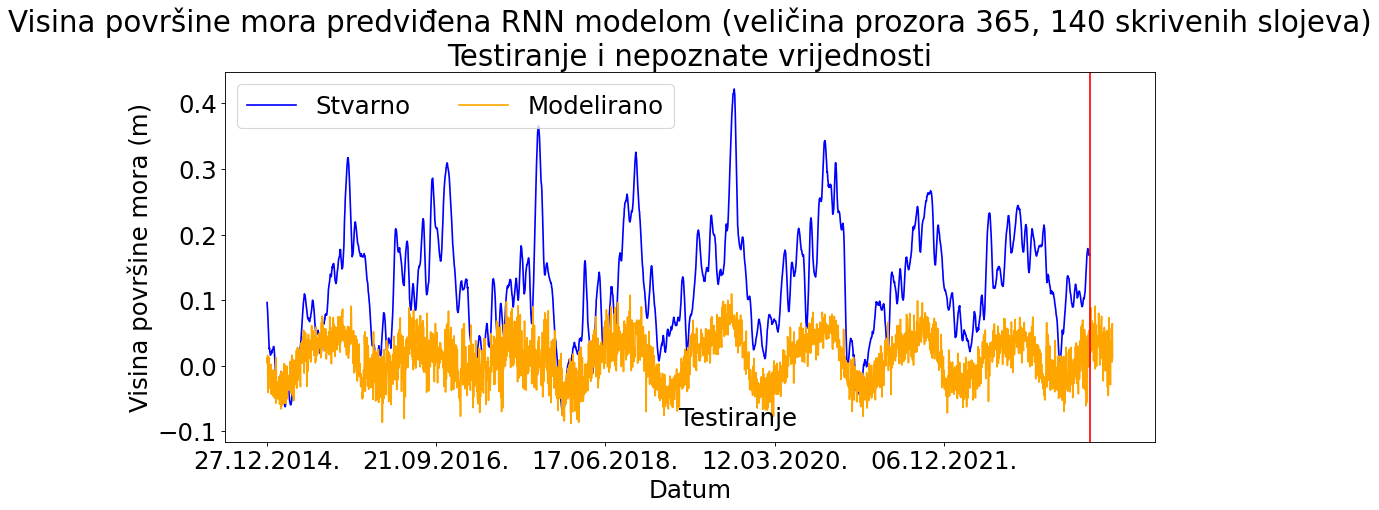 Visina površine mora predviđena RNN modelom (veličina prozora 365, 140 skrivenih slojeva)
Testiranje i nepoznate vrijednosti
Stvarno Modelirano
Visina površine mora (m)
0.4
0.3
0.2
0.1
0.0
−0.1
Testiranje
27.12.2014. 21.09.2016. 17.06.2018. 12.03.2020. 06.12.2021.
Datum